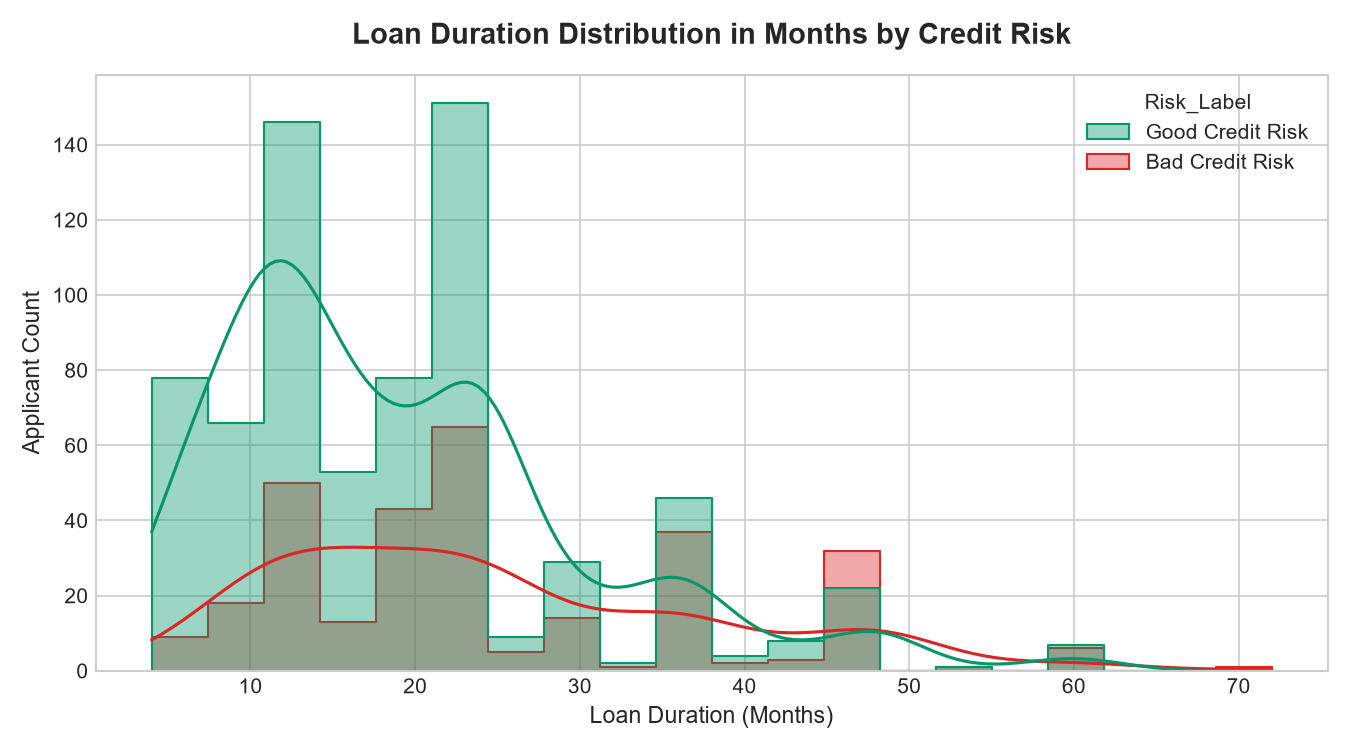 Loan Duration Distribution in Months by Credit Risk
Risk_Label
Good Credit Risk
Bad Credit Risk
Applicant Count
140
120
100
80
60
40
20
0
10 20 30 40 50 60 70
Loan Duration (Months)